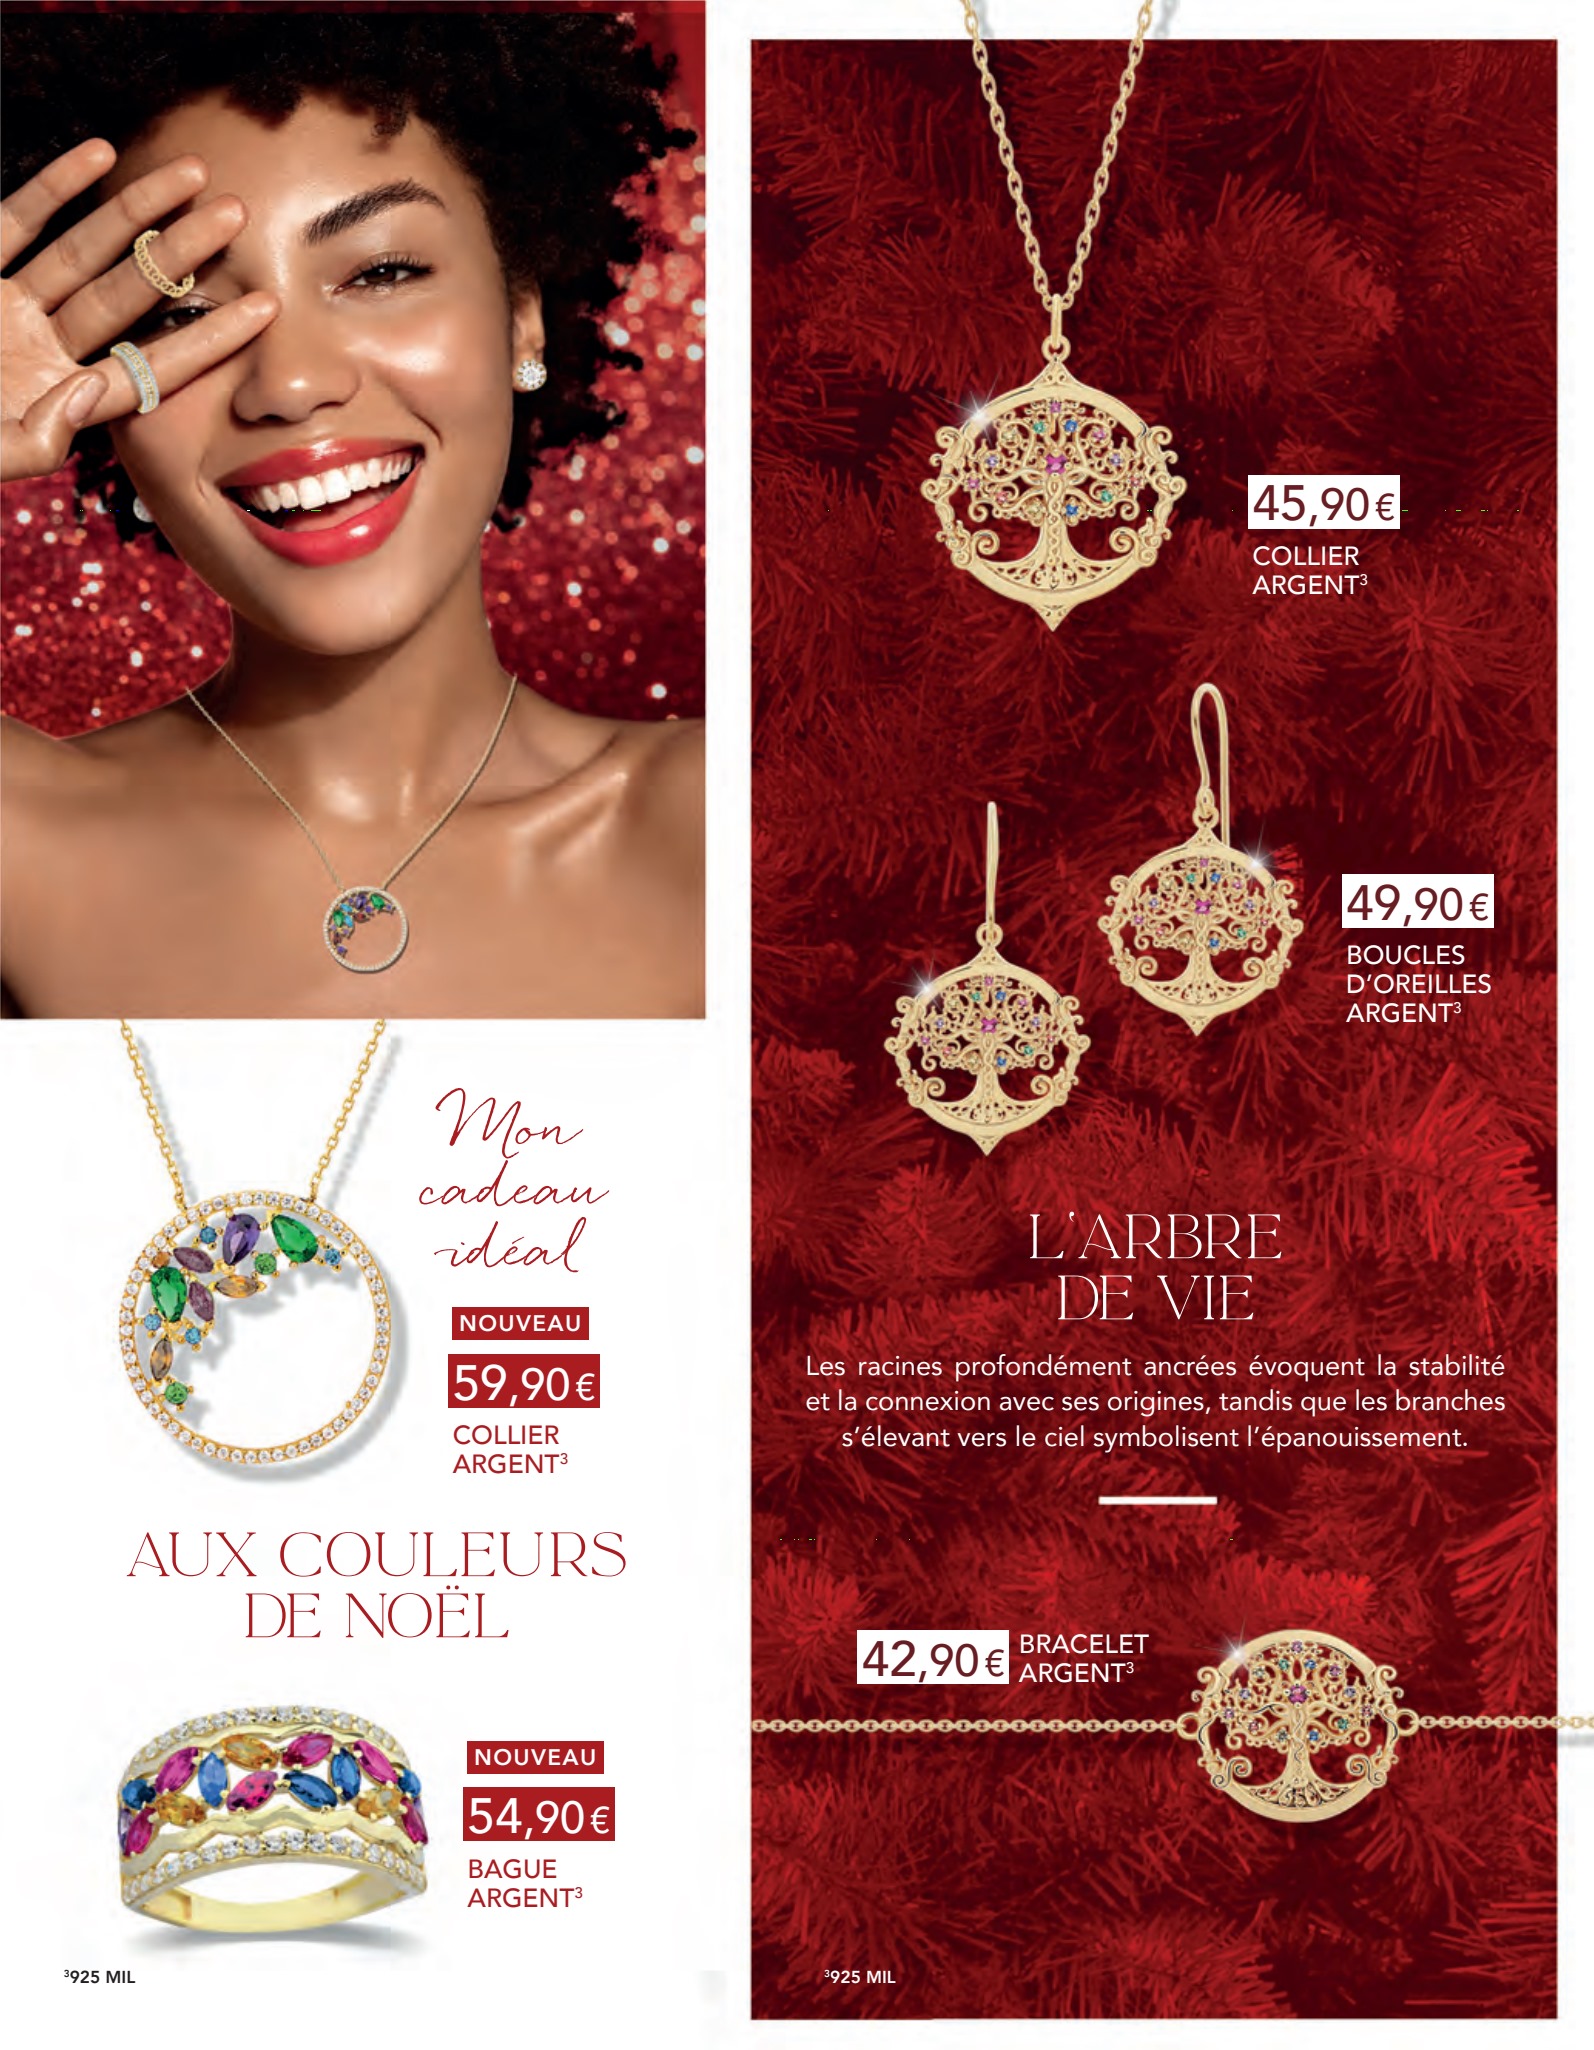 Mon
cadeau
idéal
NOUVEAU
59,90 €
COLLIER
ARGENT³
AUX COULEURS
DE NOËL
NOUVEAU
54,90 €
BAGUE
ARGENT³
³925 MIL
45,90 €
COLLIER
ARGENT³
49,90 €
BOUCLES
D'OREILLES
ARGENT³
L'ARBRE
DE VIE
Les racines profondément ancrées évoquent la stabilité
et la connexion avec ses origines, tandis que les branches
s'élevant vers le ciel symbolisent l'épanouissement.
42,90 €
BRACELET
ARGENT³
³925 MIL